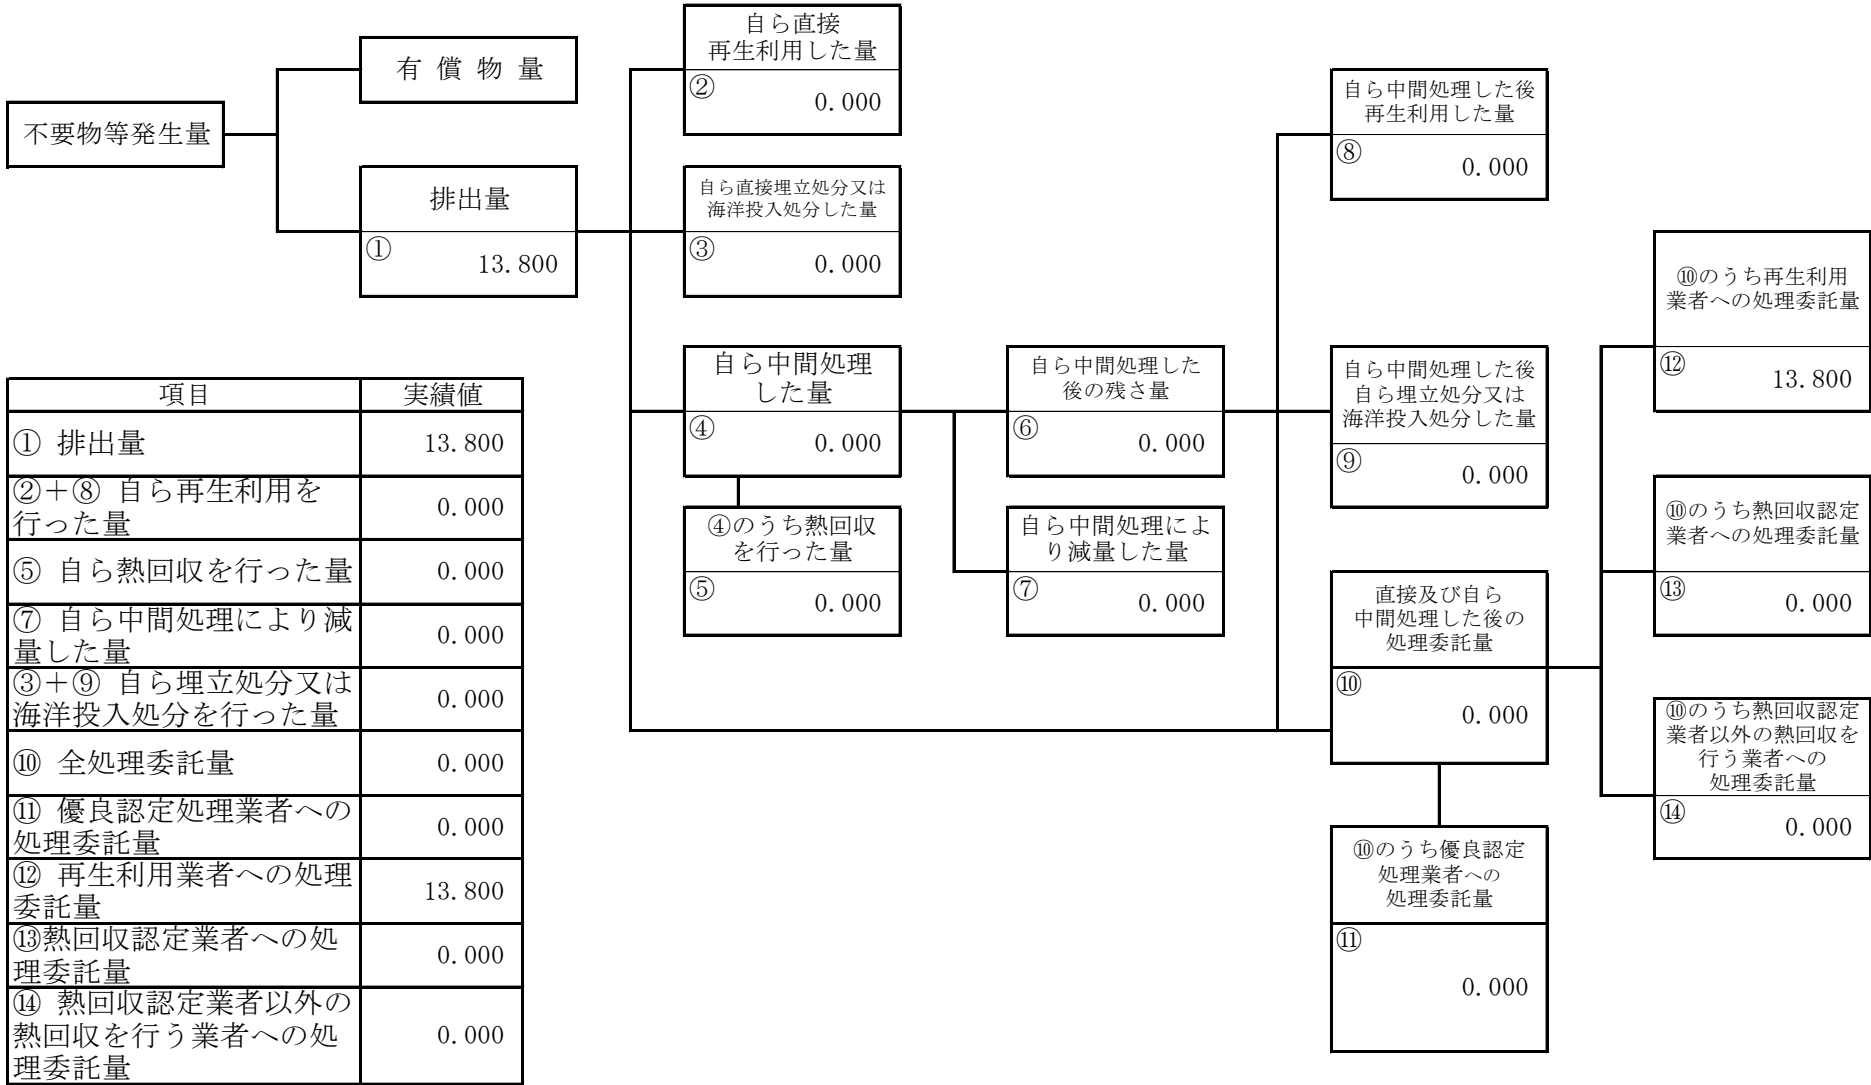 不要物等発生量
有 償 物 量
排出量
①
13.800
自ら直接
再生利用した量
②
0.000
自ら直接埋立処分又は
海洋投入処分した量
③
0.000
自ら中間処理
した量
④
0.000
④のうち熱回収
を行った量
⑤
0.000
自ら中間処理した
後の残さ量
⑥
0.000
自ら中間処理によ
り減量した量
⑦
0.000
自ら中間処理した後
再生利用した量
⑧
0.000
自ら中間処理した後
自ら埋立処分又は
海洋投入処分した量
⑨
0.000
直接及び自ら
中間処理した後の
処理委託量
⑩
0.000
⑩のうち優良認定
処理業者への
処理委託量
⑪
0.000
⑩のうち再生利用
業者への処理委託量
⑫
13.800
⑩のうち熱回収認定
業者への処理委託量
⑬
0.000
⑩のうち熱回収認定
業者以外の熱回収を
行う業者への
処理委託量
⑭
0.000
項目 実績値
① 排出量 13.800
②＋⑧ 自ら再生利用を
行った量 0.000
⑤ 自ら熱回収を行った量 0.000
⑦ 自ら中間処理により減
量した量 0.000
③＋⑨ 自ら埋立処分又は
海洋投入処分を行った量 0.000
⑩ 全処理委託量 0.000
⑪ 優良認定処理業者への
処理委託量 0.000
⑫ 再生利用業者への処理
委託量 13.800
⑬熱回収認定業者への処
理委託量 0.000
⑭ 熱回収認定業者以外の
熱回収を行う業者への処
理委託量 0.000